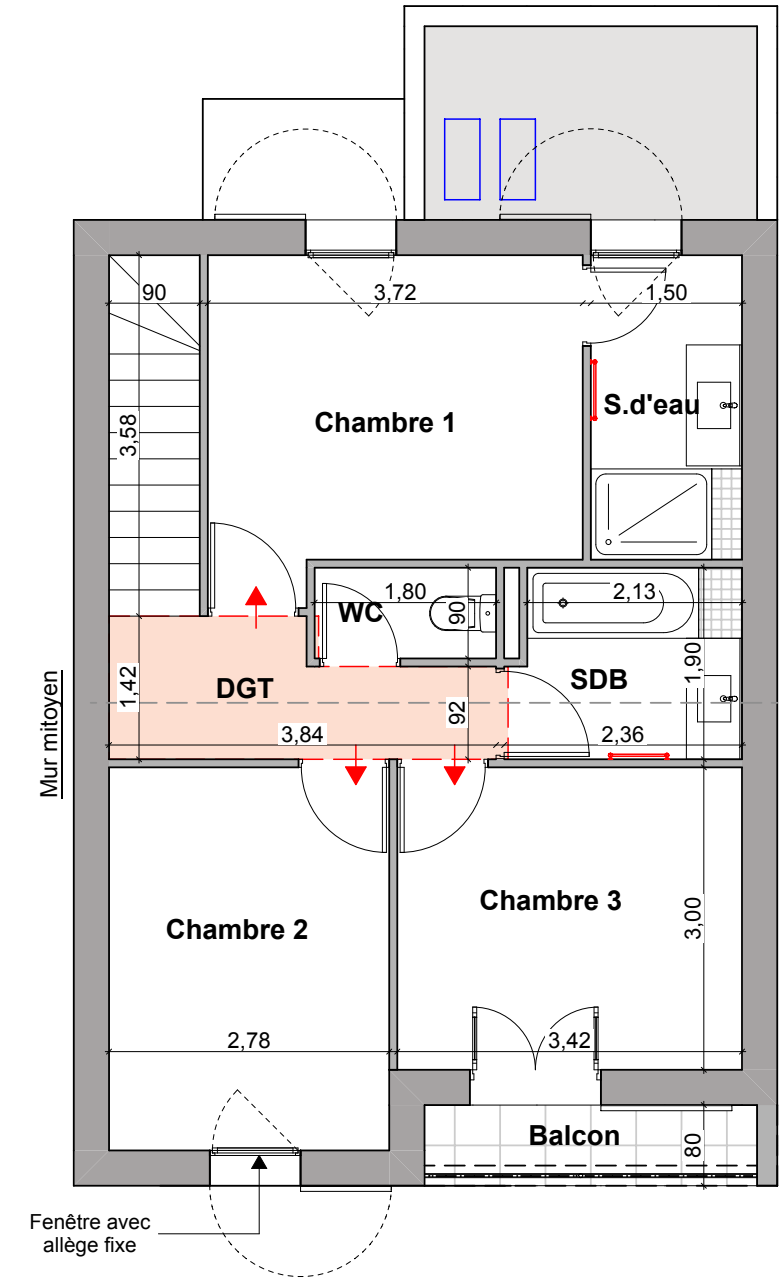 90
3,72
1,50
3,58
Chambre 1
S.d'eau
1,80
WC
90
2,13
1,42
DGT
92
SDB
1,90
3,84
2,36
Mur mitoyen
Chambre 2
Chambre 3
3,00
2,78
3,42
Balcon
80
Fenêtre avec
allège fixe